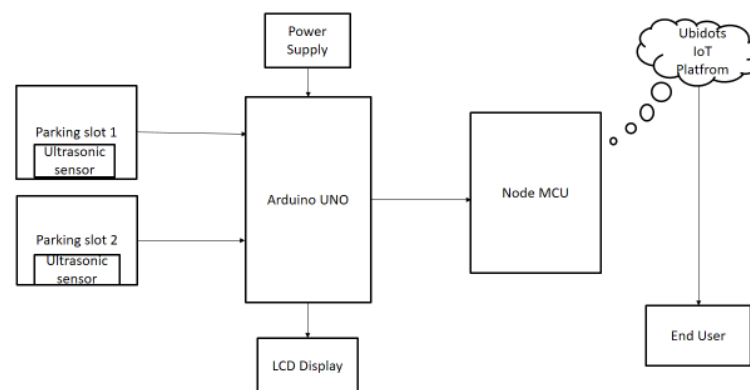 Power
Supply
Ubidots
IoT
Platfrom
Parking slot 1
Ultrasonic
sensor
Arduino UNO
Node MCU
Parking slot 2
Ultrasonic
sensor
LCD Display
End User